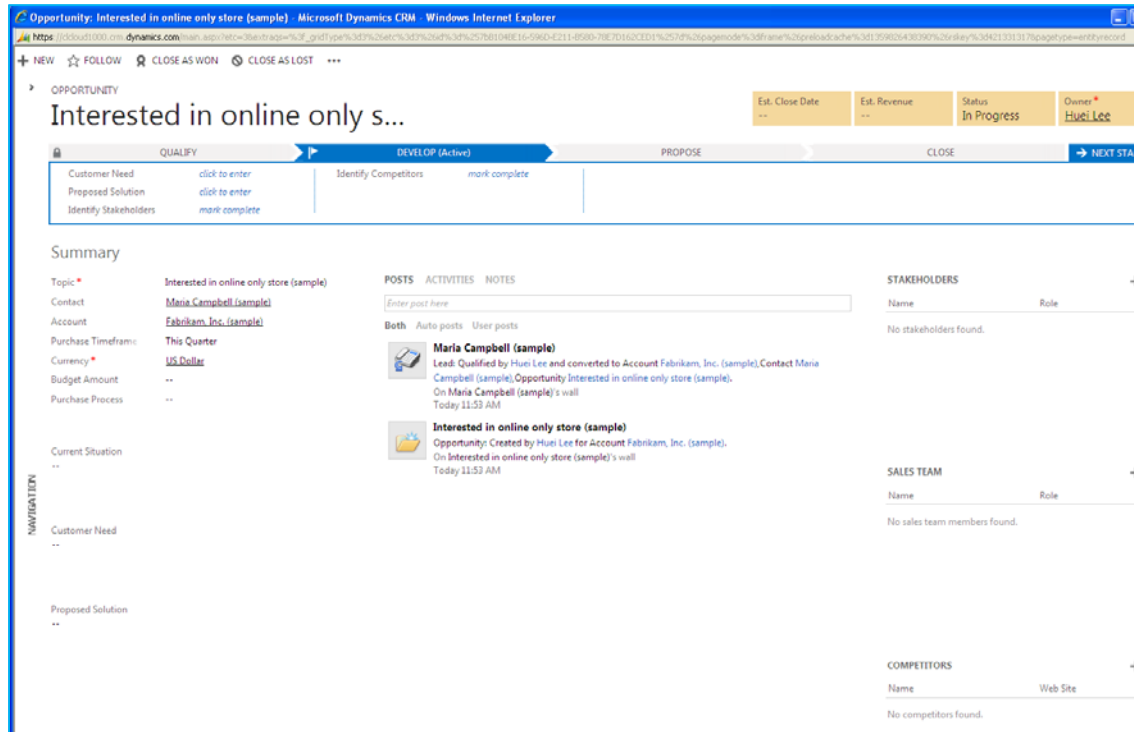 Opportunity: Interested in online only store (sample) - Microsoft Dynamics CRM - Windows Internet Explorer
NEW FOLLOW CLOSE AS WON CLOSE AS LOST •••
OPPORTUNITY
Interested in online only s...
Est. Close Date
--
Est. Revenue
--
Status
In Progress
Owner *
Huei Lee
QUALIFY DEVELOP (Active) PROPOSE CLOSE → NEXT STA
Customer Need click to enter Identify Competitors mark complete
Proposed Solution click to enter
Identify Stakeholders mark complete
Summary
Topic * Interested in online only store (sample)
Contact Maria Campbell (sample)
Account Fabrikam, Inc. (sample)
Purchase Timeframe This Quarter
Currency * US Dollar
Budget Amount --
Purchase Process --
Current Situation
--
Customer Need
--
Proposed Solution
--
NAVIGATION
POSTS ACTIVITIES NOTES
Enter post here
Both Auto posts User posts
Maria Campbell (sample)
Lead: Qualified by Huei Lee and converted to Account Fabrikam, Inc. (sample),Contact Maria
Campbell (sample),Opportunity Interested in online only store (sample).
On Maria Campbell (sample)'s wall
Today 11:53 AM
Interested in online only store (sample)
Opportunity: Created by Huei Lee for Account Fabrikam, Inc. (sample).
On Interested in online only store (sample)'s wall
Today 11:53 AM
STAKEHOLDERS
Name Role
No stakeholders found.
SALES TEAM
Name Role
No sales team members found.
COMPETITORS
Name Web Site
No competitors found.